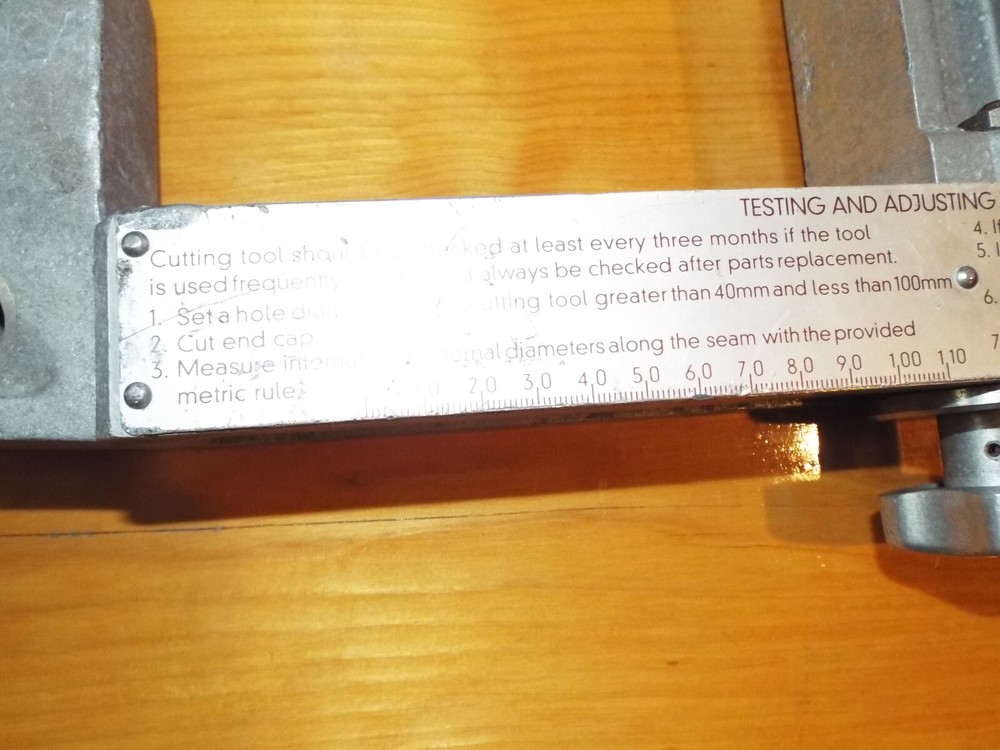 TESTING AND ADJUSTING
Cutting tool should checked at least every three months if the tool
is used frequently always be checked after parts replacement.
1. Set a hole cutting tool greater than 40mm and less than 100mm
2. Cut end cap
3. Measure internal diameters along the seam with the provided
metric rule.
1,0 2,0 3,0 4,0 5,0 6,0 7,0 8,0 9,0 1,00 1,10
4.
5.
6.
7